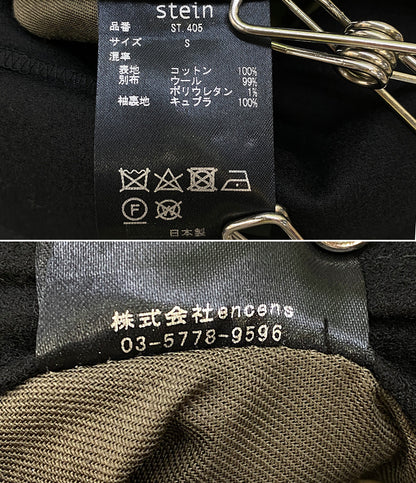 stein
品番 ST. 405
サイズ S
混率
表地 コットン 100%
別布 ウール 99%
ポリウレタン 1%
袖裏地 キュプラ 100%
F
W
日本製
株式会社encens
03-5778-9596